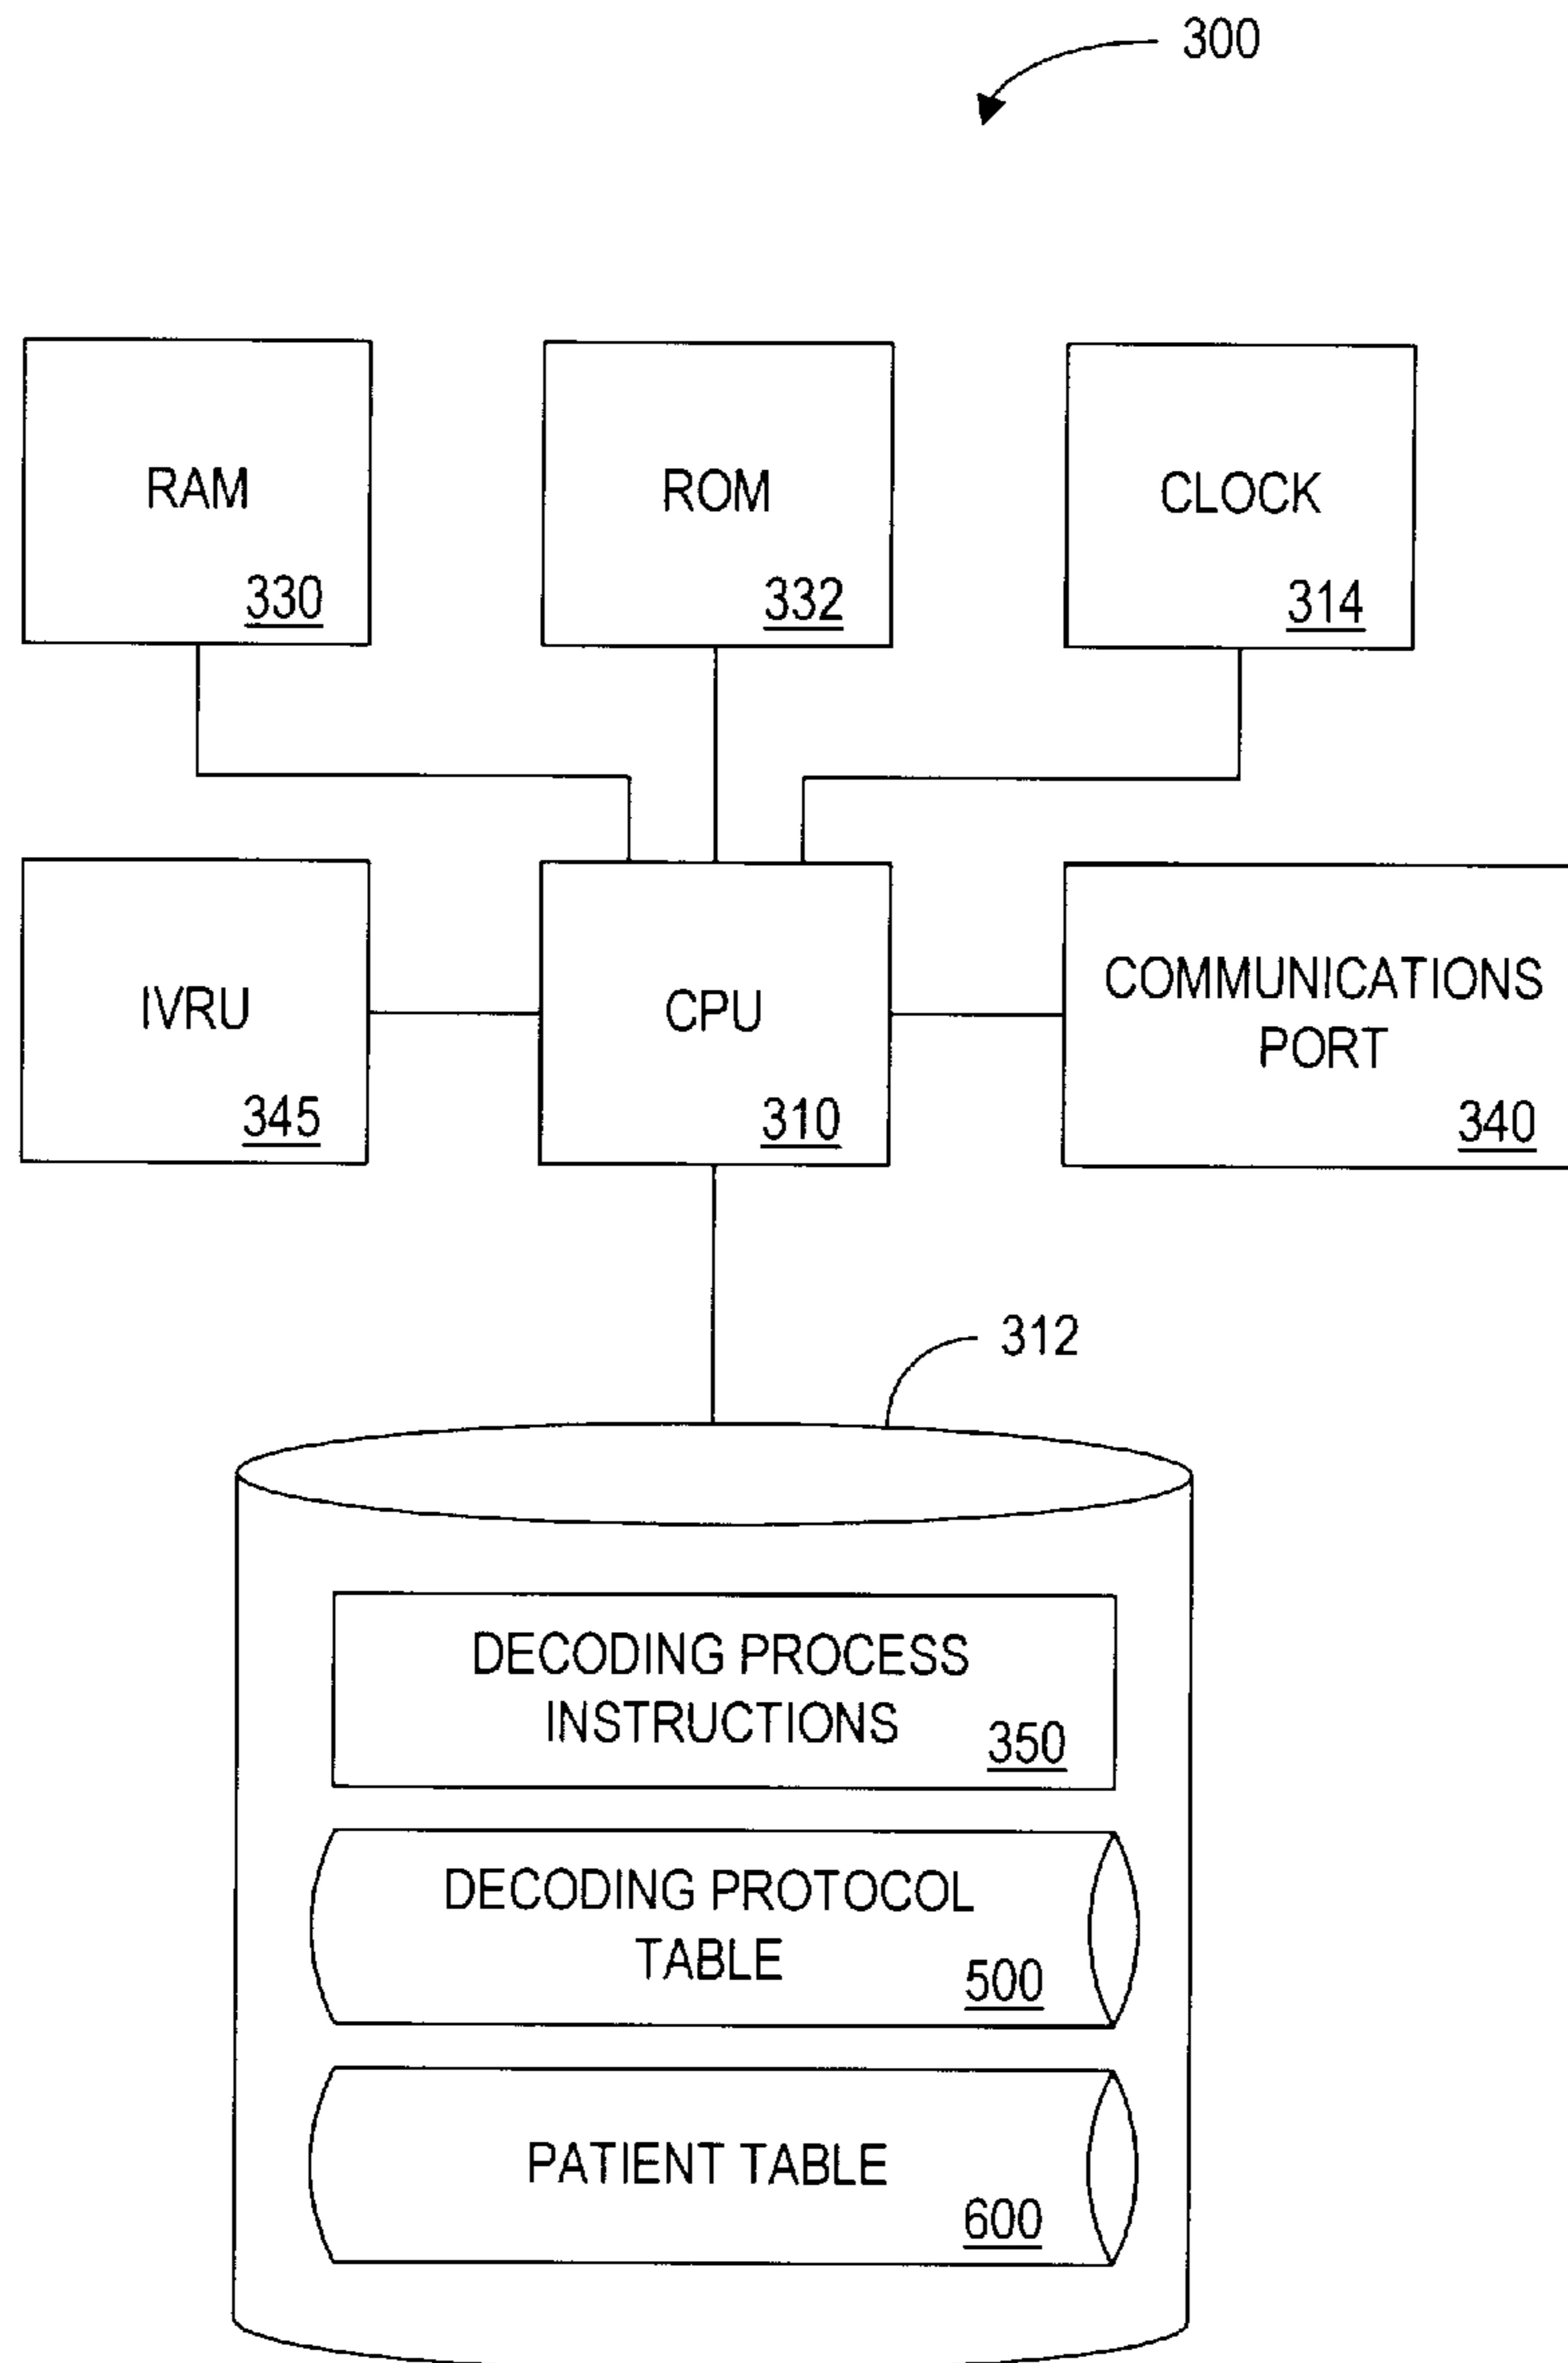 300
RAM
330
ROM
332
CLOCK
314
IVRU
345
CPU
310
COMMUNICATIONS
PORT
340
312
DECODING PROCESS
INSTRUCTIONS
350
DECODING PROTOCOL
TABLE
500
PATIENT TABLE
600